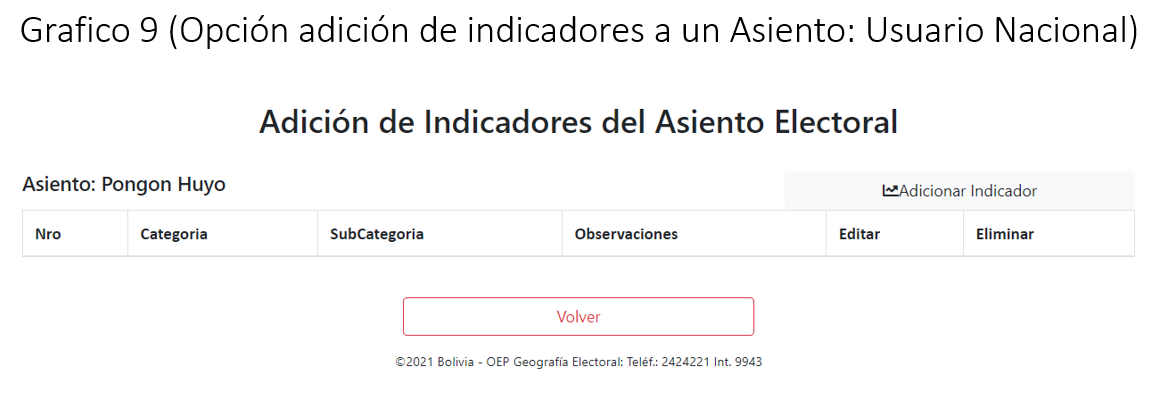 Grafico 9 (Opción adición de indicadores a un Asiento: Usuario Nacional)
Adición de Indicadores del Asiento Electoral
Asiento: Pongon Huyo
Adicionar Indicador
Nro Categoria SubCategoria Observaciones Editar Eliminar
Volver
©2021 Bolivia - OEP Geografía Electoral: Teléf.: 2424221 Int. 9943